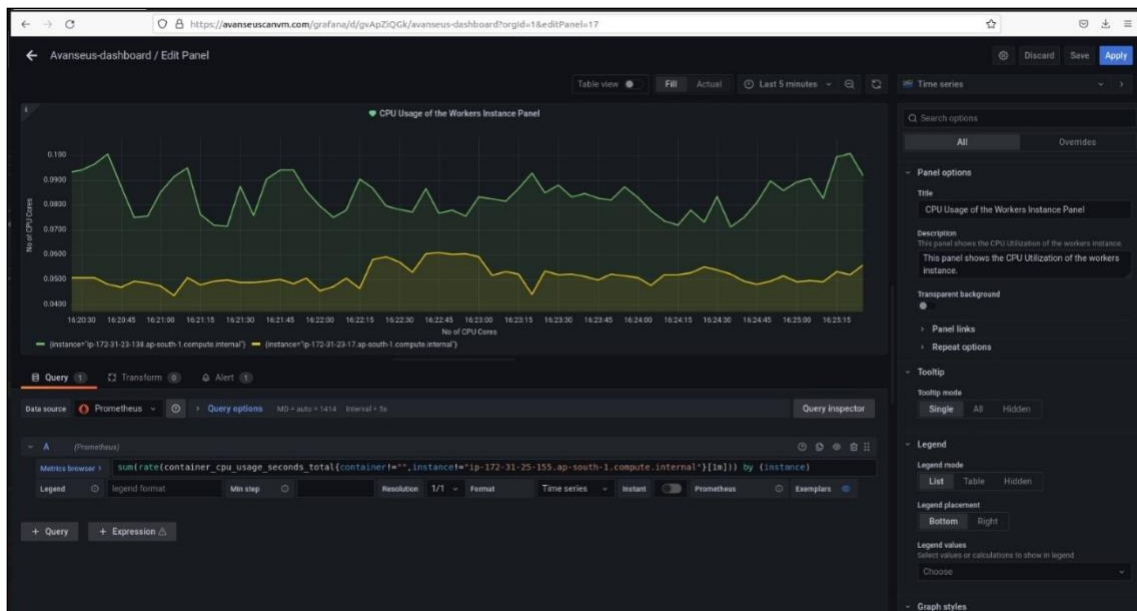 https://avanseuscanvm.com/grafana/d/gvApZiQGk/avanseus-dashboard?orgId=1&editPanel=17
Avanseus-dashboard / Edit Panel
Discard Save Apply
Table view Fill Actual Last 5 minutes
Time series
CPU Usage of the Workers Instance Panel
0.100
0.0900
0.0800
0.0700
0.0600
0.0500
0.0400
No of CPU Cores
16:20:30 16:20:45 16:21:00 16:21:15 16:21:30 16:21:45 16:22:00 16:22:15 16:22:30 16:22:45 16:23:00 16:23:15 16:23:30 16:23:45 16:24:00 16:24:15 16:24:30 16:24:45 16:25:00 16:25:15
No of CPU Cores
{instance="ip-172-31-23-138.ap-south-1.compute.internal"} {instance="ip-172-31-23-17.ap-south-1.compute.internal"}
Query 1 Transform 0 Alert 1
Data source Prometheus Query options MD = auto = 1414 Interval = 5s Query inspector
A (Prometheus)
Metrics browser > sum(rate(container_cpu_usage_seconds_total{container!="",instance!="ip-172-31-25-155.ap-south-1.compute.internal"}[1m])) by (instance)
Legend legend format Min step Resolution 1/1 Format Time series Instant Prometheus Exemplars
+ Query + Expression
Search options
All Overrides
Panel options
Title
CPU Usage of the Workers Instance Panel
Description
This panel shows the CPU Utilization of the workers instance.
This panel shows the CPU Utilization of the workers
instance.
Transparent background
Panel links
Repeat options
Tooltip
Tooltip mode
Single All Hidden
Legend
Legend mode
List Table Hidden
Legend placement
Bottom Right
Legend values
Select values or calculations to show in legend
Choose
Graph styles